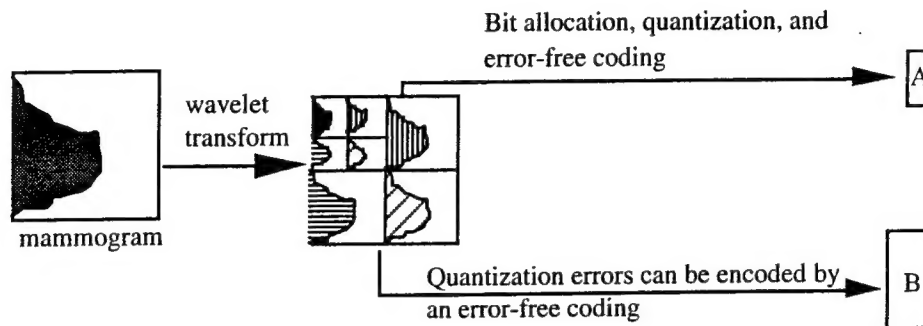 Bit allocation, quantization, and
error-free coding
A
wavelet
transform
mammogram
Quantization errors can be encoded by
an error-free coding
B